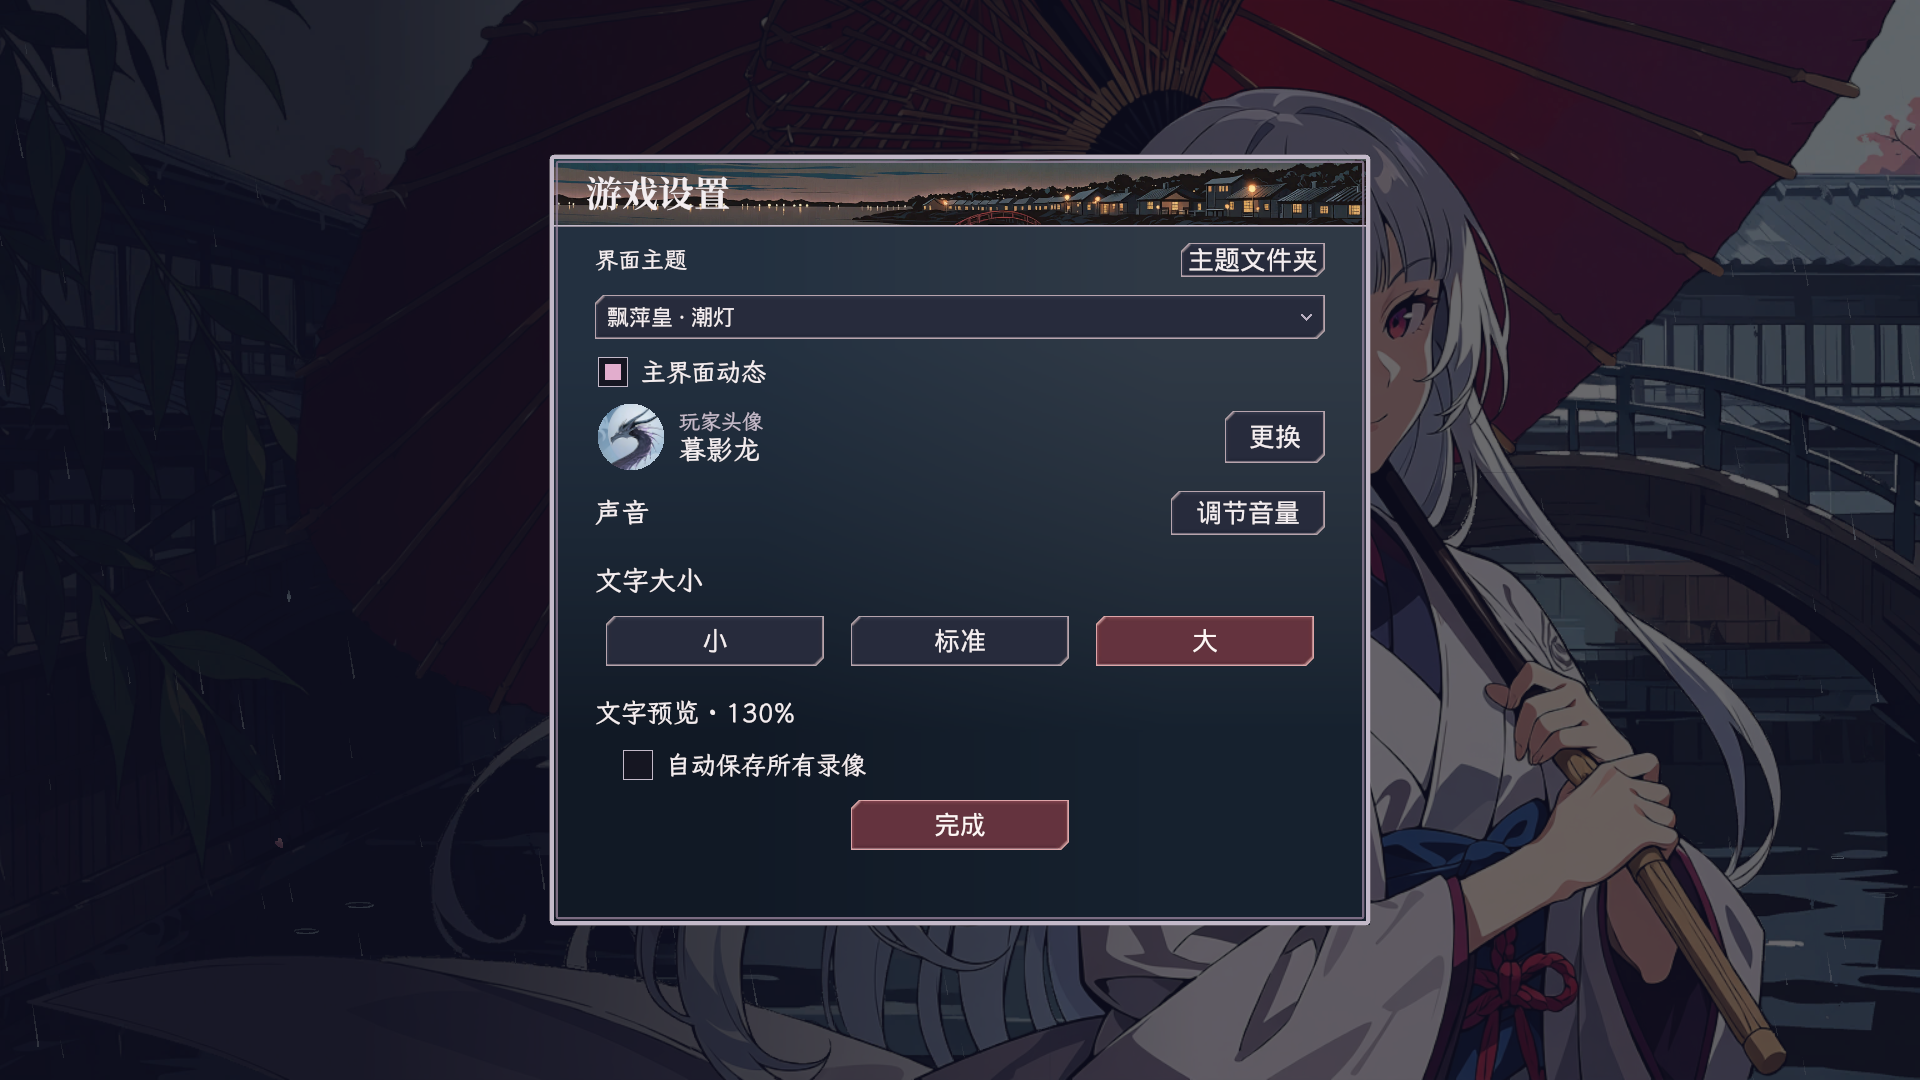 游戏设置
界面主题
主题文件夹
飘萍皇·潮灯
主界面动态
玩家头像
暮影龙
更换
声音
调节音量
文字大小
小
标准
大
文字预览·130%
自动保存所有录像
完成